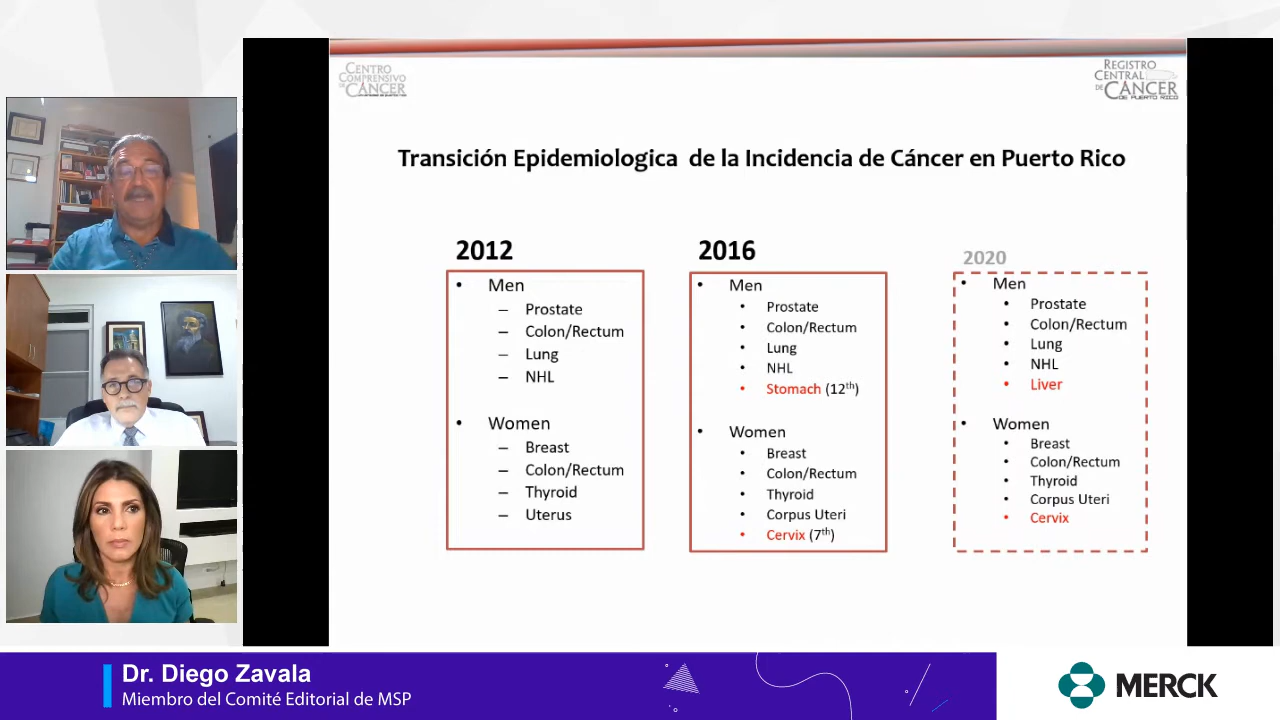 CENTRO
COMPRENSIVO
DE CÁNCER
REGISTRO
CENTRAL
DE CÁNCER
DE PUERTO RICO
Transición Epidemiologica de la Incidencia de Cáncer en Puerto Rico
2012
• Men
– Prostate
– Colon/Rectum
– Lung
– NHL
• Women
– Breast
– Colon/Rectum
– Thyroid
– Uterus
2016
• Men
• Prostate
• Colon/Rectum
• Lung
• NHL
• Stomach (12th)
• Women
• Breast
• Colon/Rectum
• Thyroid
• Corpus Uteri
• Cervix (7th)
2020
• Men
• Prostate
• Colon/Rectum
• Lung
• NHL
• Liver
• Women
• Breast
• Colon/Rectum
• Thyroid
• Corpus Uteri
• Cervix
Dr. Diego Zavala
Miembro del Comité Editorial de MSP
MERCK